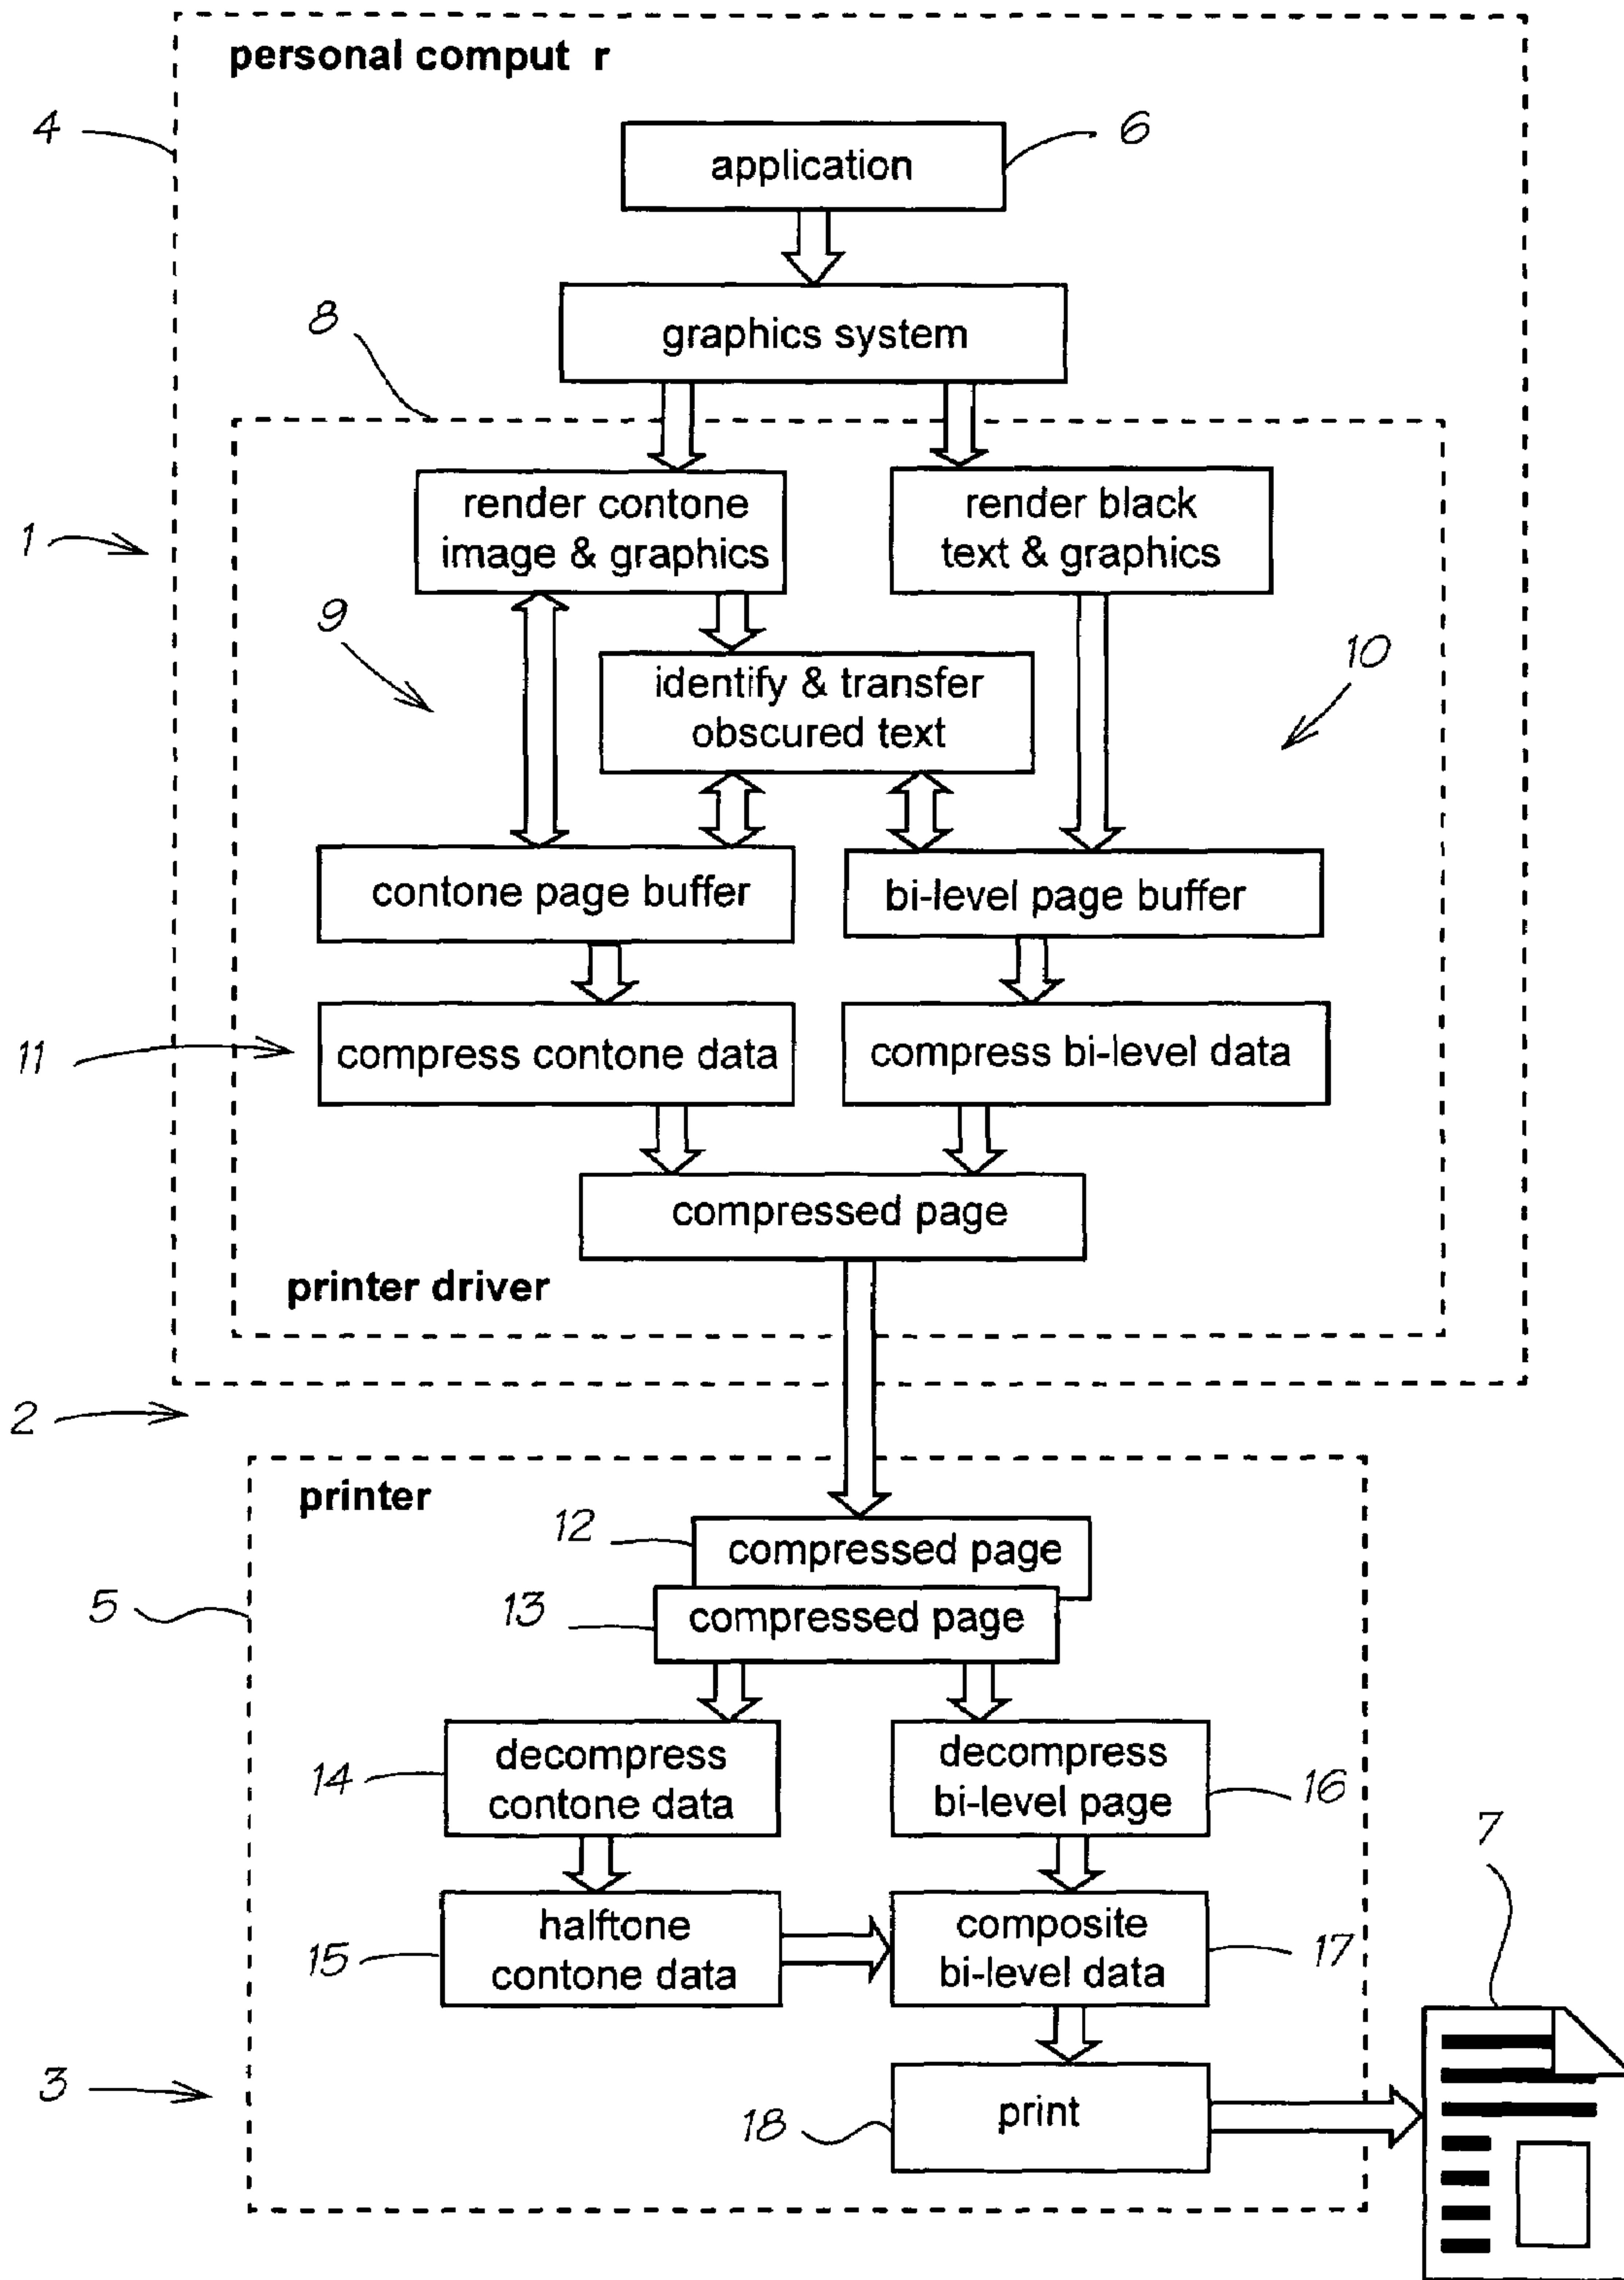 personal comput r
4
6
application
8
graphics system
1
render contone
image & graphics
render black
text & graphics
9
10
identify & transfer
obscured text
contone page buffer
bi-level page buffer
11
compress contone data
compress bi-level data
compressed page
printer driver
2
printer
12
compressed page
5
13
compressed page
14
decompress
contone data
decompress
bi-level page
16
7
15
halftone
contone data
composite
bi-level data
17
3
18
print